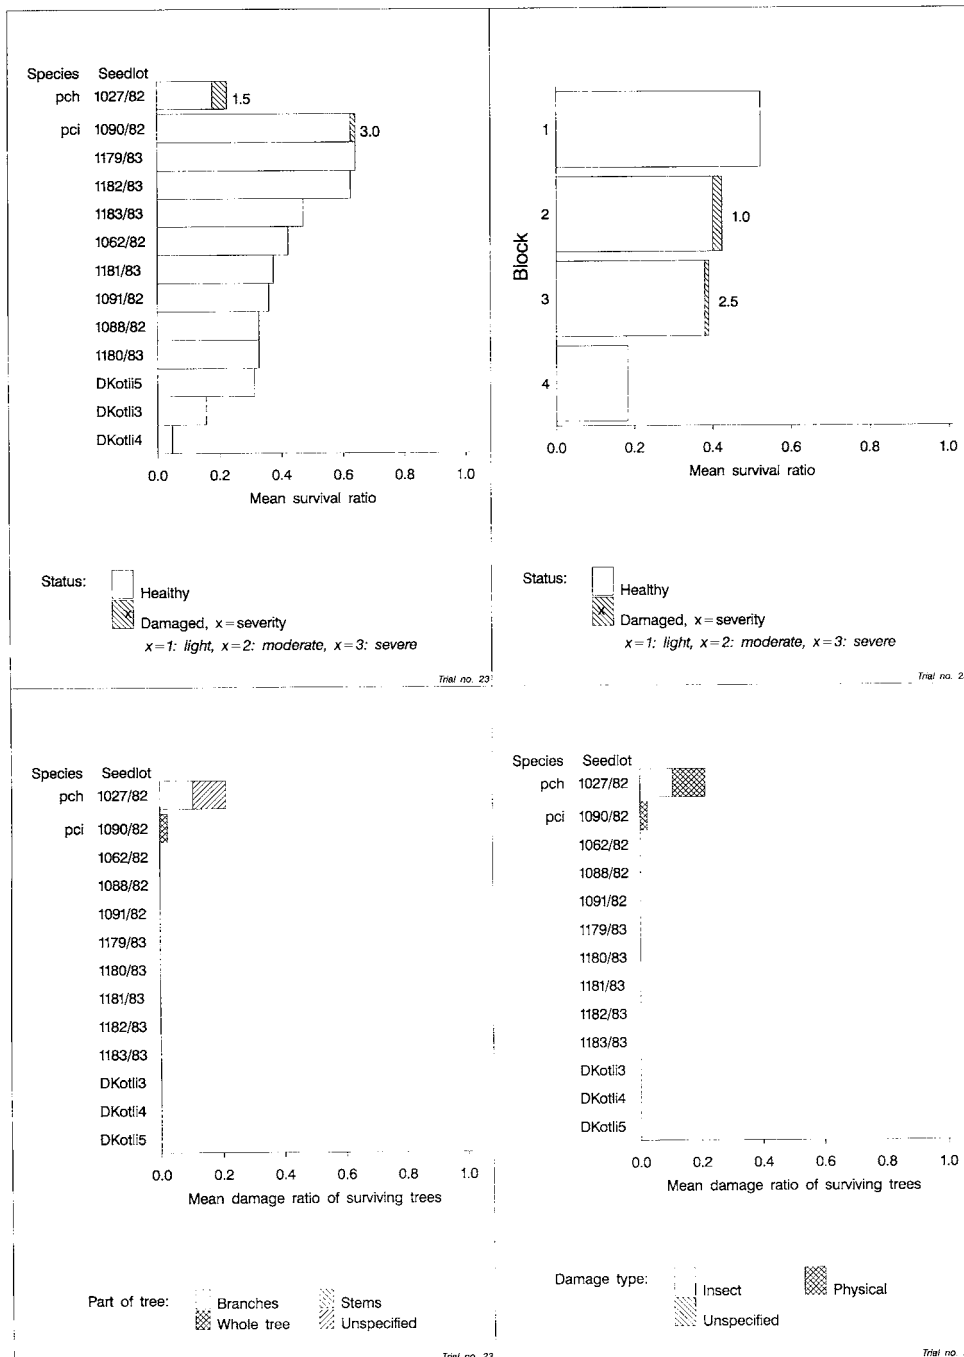 Species Seedlot
pch 1027/82 1.5
pci 1090/82 3.0
1179/83
1182/83
1183/83
1062/82
1181/83
1091/82
1088/82
1180/83
DKotli5
DKotli3
DKotli4
0.0 0.2 0.4 0.6 0.8 1.0
Mean survival ratio
Status:
Healthy
x Damaged, x=severity
x=1: light, x=2: moderate, x=3: severe
Trial no. 23
Block
1
2 1.0
3 2.5
4
0.0 0.2 0.4 0.6 0.8 1.0
Mean survival ratio
Status:
Healthy
x Damaged, x=severity
x=1: light, x=2: moderate, x=3: severe
Trial no. 2
Species Seedlot
pch 1027/82
pci 1090/82
1062/82
1088/82
1091/82
1179/83
1180/83
1181/83
1182/83
1183/83
DKotli3
DKotli4
DKotli5
0.0 0.2 0.4 0.6 0.8 1.0
Mean damage ratio of surviving trees
Part of tree:
Branches Stems
Whole tree Unspecified
Trial no. 23
Species Seedlot
pch 1027/82
pci 1090/82
1062/82
1088/82
1091/82
1179/83
1180/83
1181/83
1182/83
1183/83
DKotli3
DKotli4
DKotli5
0.0 0.2 0.4 0.6 0.8 1.0
Mean damage ratio of surviving trees
Damage type:
Insect Physical
Unspecified
Trial no.